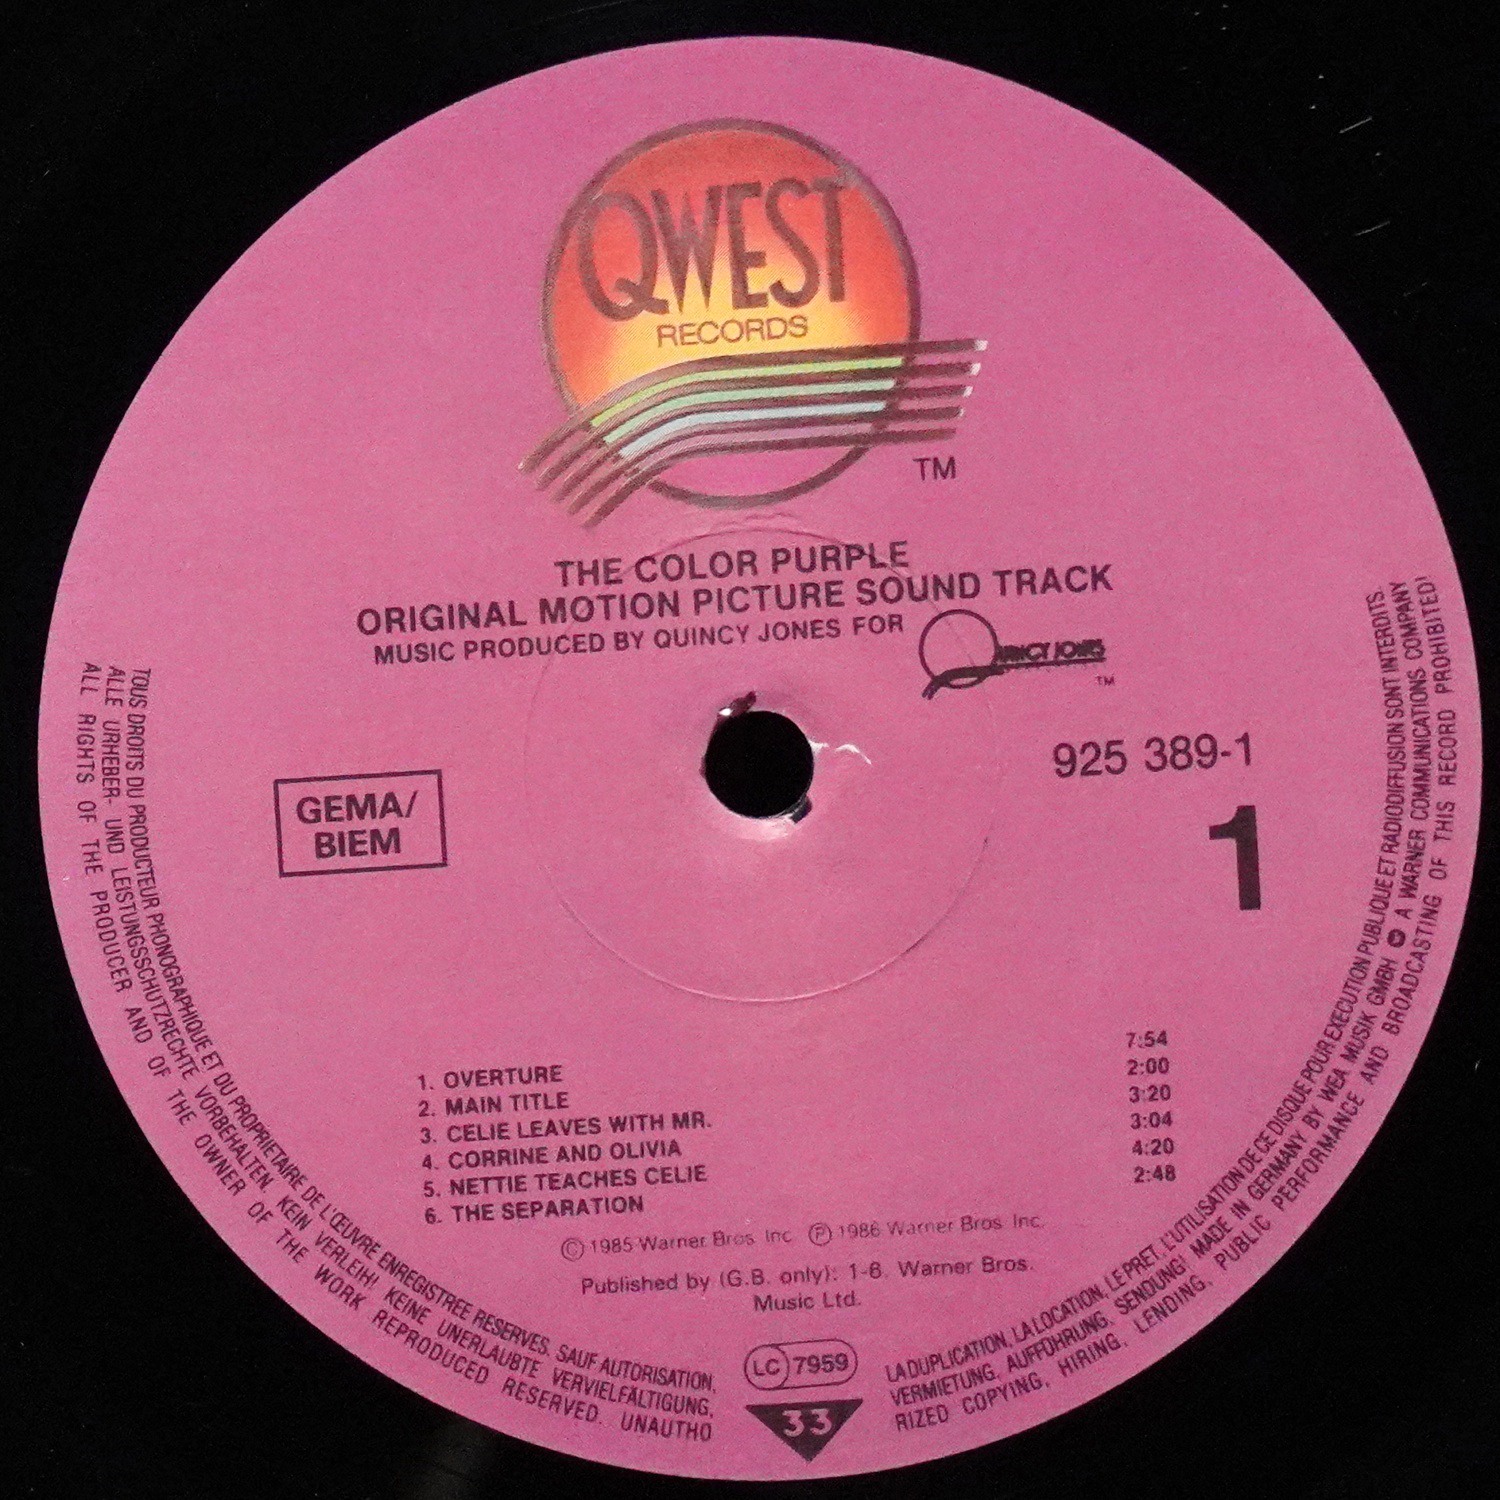 QWEST
RECORDS
TM
THE COLOR PURPLE
ORIGINAL MOTION PICTURE SOUND TRACK
MUSIC PRODUCED BY QUINCY JONES FOR
QUINCY JONES
TM
925 389-1
GEMA/
BIEM
1
1. OVERTURE 7:54
2. MAIN TITLE 2:00
3. CELIE LEAVES WITH MR. 3:20
4. CORRINE AND OLIVIA 3:04
5. NETTIE TEACHES CELIE 4:20
6. THE SEPARATION 2:48
© 1985 Warner Bros. Inc. ℗ 1986 Warner Bros. Inc.
Published by (G.B. only): 1-6. Warner Bros.
Music Ltd.
LC 7959
33
TOUS DROITS DU PRODUCTEUR PHONOGRAPHIQUE ET DU PROPRIETAIRE DE L'ŒUVRE ENREGISTREE RESERVES. SAUF AUTORISATION, LA DUPLICATION, LA LOCATION, LE PRET, L'UTILISATION DE CE DISQUE POUR EXECUTION PUBLIQUE ET RADIODIFFUSION SONT INTERDITS.
ALLE URHEBER- UND LEISTUNGSSCHUTZRECHTE VORBEHALTEN. KEIN VERLEIH! KEINE UNERLAUBTE VERVIELFÄLTIGUNG, VERMIETUNG, AUFFÜHRUNG, SENDUNG! MADE IN GERMANY BY WEA MUSIK GMBH A WARNER COMMUNICATIONS COMPANY
ALL RIGHTS OF THE PRODUCER AND OF THE OWNER OF THE WORK REPRODUCED RESERVED. UNAUTHORIZED COPYING, HIRING, LENDING, PUBLIC PERFORMANCE AND BROADCASTING OF THIS RECORD PROHIBITED!